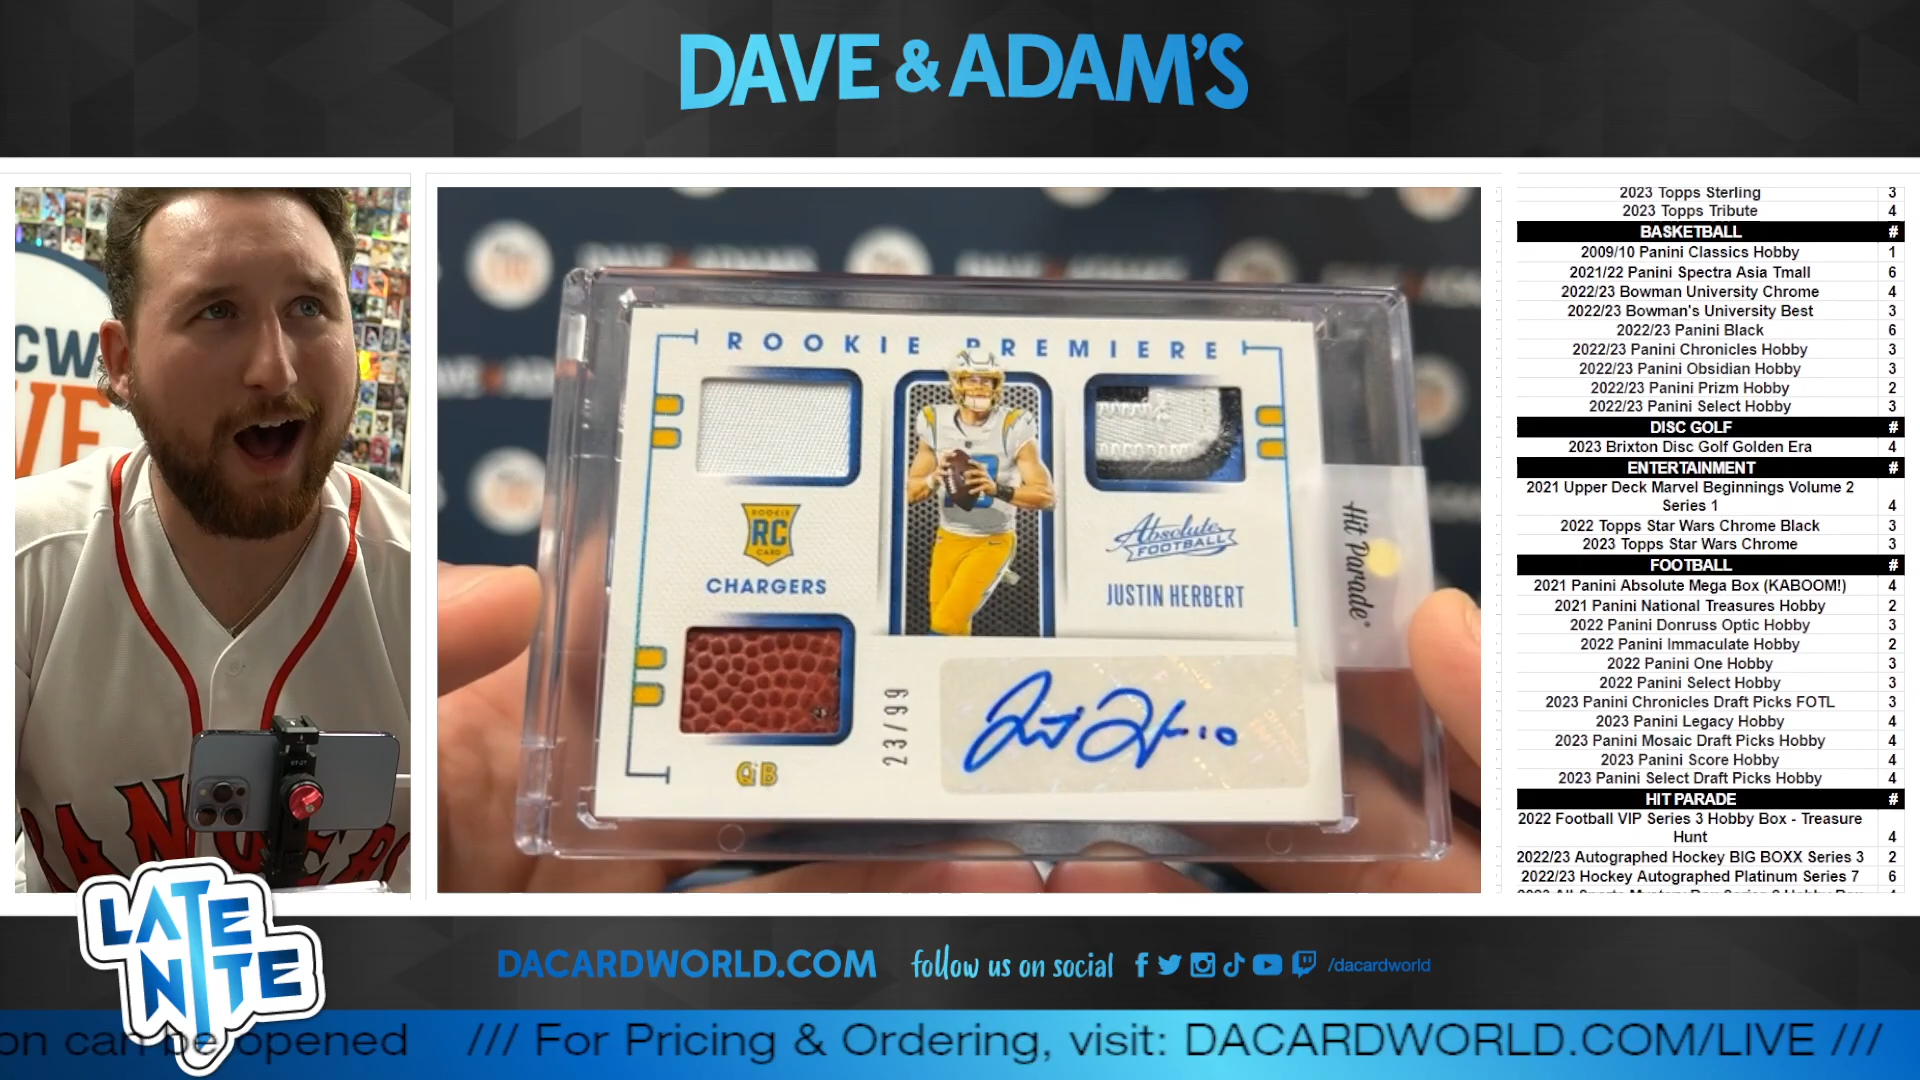 DAVE & ADAM'S
CW
VE
RANGERS
ROOKIE PREMIERE
ROOKIE
RC
CARD
CHARGERS
Absolute
FOOTBALL
JUSTIN HERBERT
Hit Parade
23/99
QB
2023 Topps Sterling 3
2023 Topps Tribute 4
BASKETBALL #
2009/10 Panini Classics Hobby 1
2021/22 Panini Spectra Asia Tmall 6
2022/23 Bowman University Chrome 4
2022/23 Bowman's University Best 3
2022/23 Panini Black 6
2022/23 Panini Chronicles Hobby 3
2022/23 Panini Obsidian Hobby 3
2022/23 Panini Prizm Hobby 2
2022/23 Panini Select Hobby 3
DISC GOLF #
2023 Brixton Disc Golf Golden Era 4
ENTERTAINMENT #
2021 Upper Deck Marvel Beginnings Volume 2
Series 1 4
2022 Topps Star Wars Chrome Black 3
2023 Topps Star Wars Chrome 3
FOOTBALL #
2021 Panini Absolute Mega Box (KABOOM!) 4
2021 Panini National Treasures Hobby 2
2022 Panini Donruss Optic Hobby 3
2022 Panini Immaculate Hobby 2
2022 Panini One Hobby 3
2022 Panini Select Hobby 3
2023 Panini Chronicles Draft Picks FOTL 3
2023 Panini Legacy Hobby 4
2023 Panini Mosaic Draft Picks Hobby 4
2023 Panini Score Hobby 4
2023 Panini Select Draft Picks Hobby 4
HIT PARADE #
2022 Football VIP Series 3 Hobby Box - Treasure
Hunt 4
2022/23 Autographed Hockey BIG BOXX Series 3 2
2022/23 Hockey Autographed Platinum Series 7 6
LATE
NITE
DACARDWORLD.COM follow us on social /dacardworld
on can be opened /// For Pricing & Ordering, visit: DACARDWORLD.COM/LIVE ///